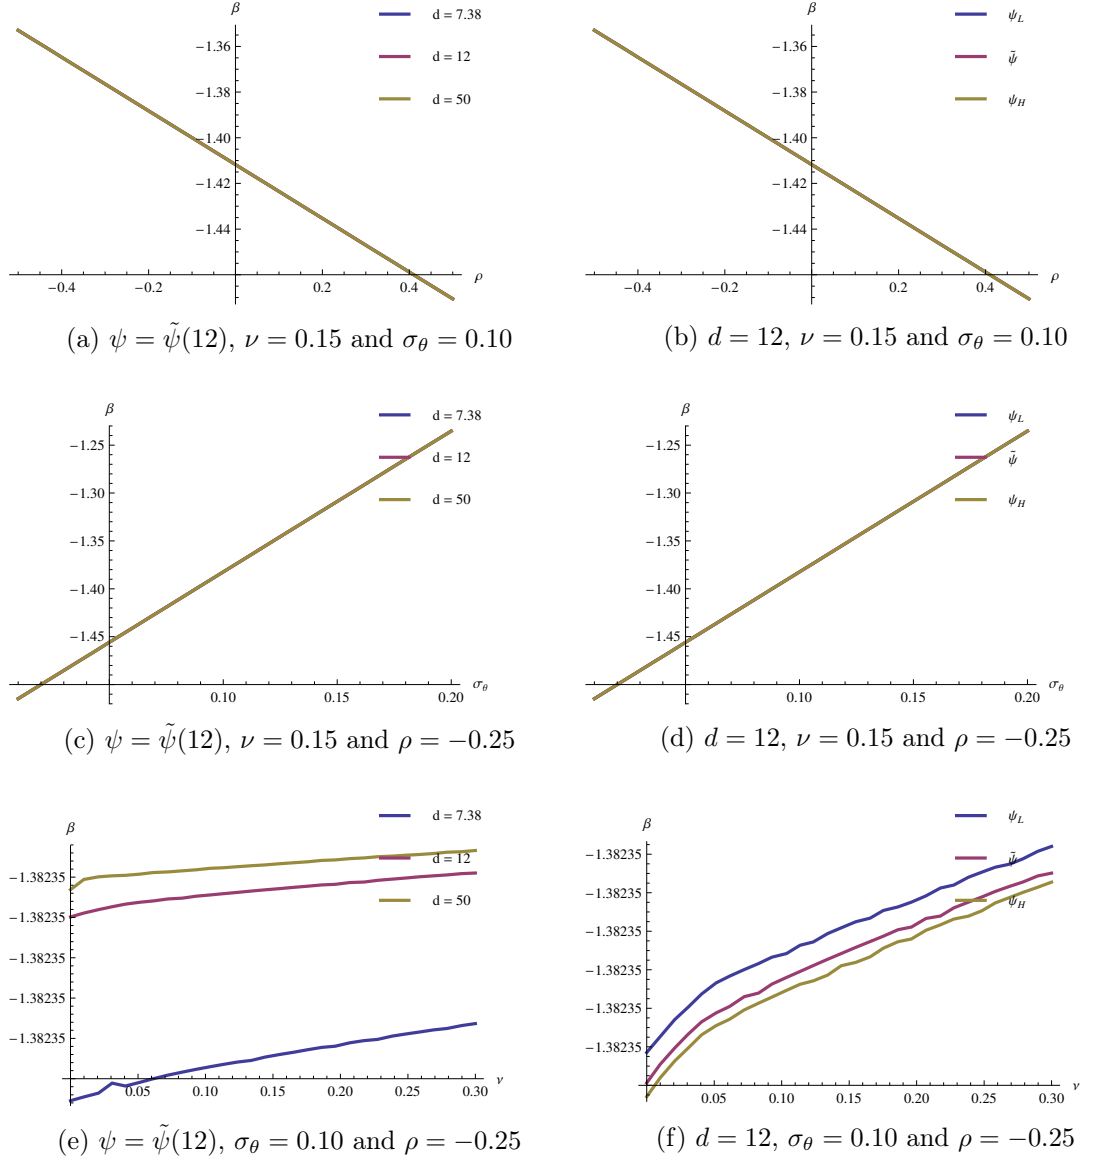 β
d = 7.38
d = 12
d = 50
−1.36
−1.38
−1.40
−1.42
−1.44
−0.4 −0.2 0.2 0.4 ρ
(a) ψ = ψ̃(12), ν = 0.15 and σθ = 0.10
β
ψL
ψ̃
ψH
−1.36
−1.38
−1.40
−1.42
−1.44
−0.4 −0.2 0.2 0.4 ρ
(b) d = 12, ν = 0.15 and σθ = 0.10
β
d = 7.38
d = 12
d = 50
−1.25
−1.30
−1.35
−1.40
−1.45
0.10 0.15 0.20 σθ
(c) ψ = ψ̃(12), ν = 0.15 and ρ = −0.25
β
ψL
ψ̃
ψH
−1.25
−1.30
−1.35
−1.40
−1.45
0.10 0.15 0.20 σθ
(d) d = 12, ν = 0.15 and ρ = −0.25
β
d = 7.38
d = 12
d = 50
−1.38235
−1.38235
−1.38235
−1.38235
0.05 0.10 0.15 0.20 0.25 0.30 ν
(e) ψ = ψ̃(12), σθ = 0.10 and ρ = −0.25
β
ψL
ψ̃
ψH
−1.38235
−1.38235
−1.38235
−1.38235
−1.38235
0.05 0.10 0.15 0.20 0.25 0.30 ν
(f) d = 12, σθ = 0.10 and ρ = −0.25